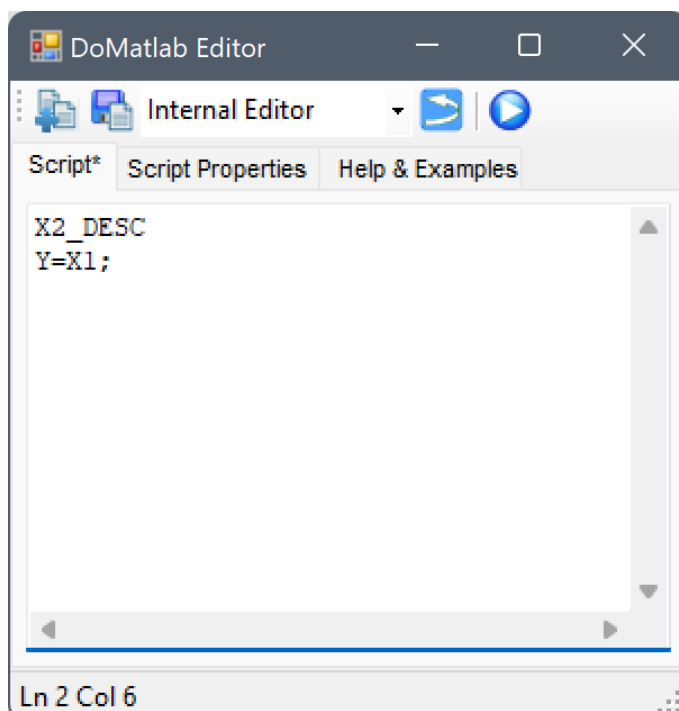 DoMatlab Editor
Internal Editor
Script* Script Properties Help & Examples
X2_DESC
Y=X1;
Ln 2 Col 6